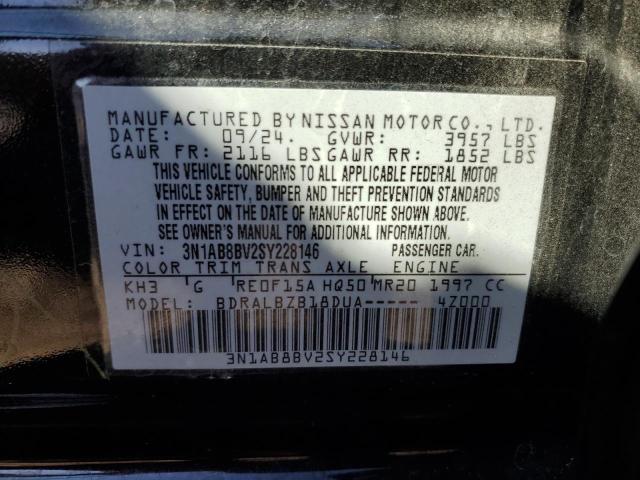 MANUFACTURED BY NISSAN MOTOR CO., LTD.
DATE: 09/24. GVWR: 3957 LBS
GAWR FR: 2116 LBS GAWR RR: 1852 LBS
THIS VEHICLE CONFORMS TO ALL APPLICABLE FEDERAL MOTOR
VEHICLE SAFETY, BUMPER AND THEFT PREVENTION STANDARDS
IN EFFECT ON THE DATE OF MANUFACTURE SHOWN ABOVE.
SEE OWNER'S MANUAL FOR ADDITIONAL INFORMATION.
VIN: 3N1AB8BV2SY228146 PASSENGER CAR.
COLOR TRIM TRANS AXLE ENGINE
KH3 G RE0F15A HQ50 MR20 1997 CC
MODEL: BDRALBZB18DUA----- 4Z000
3N1AB8BV2SY228146